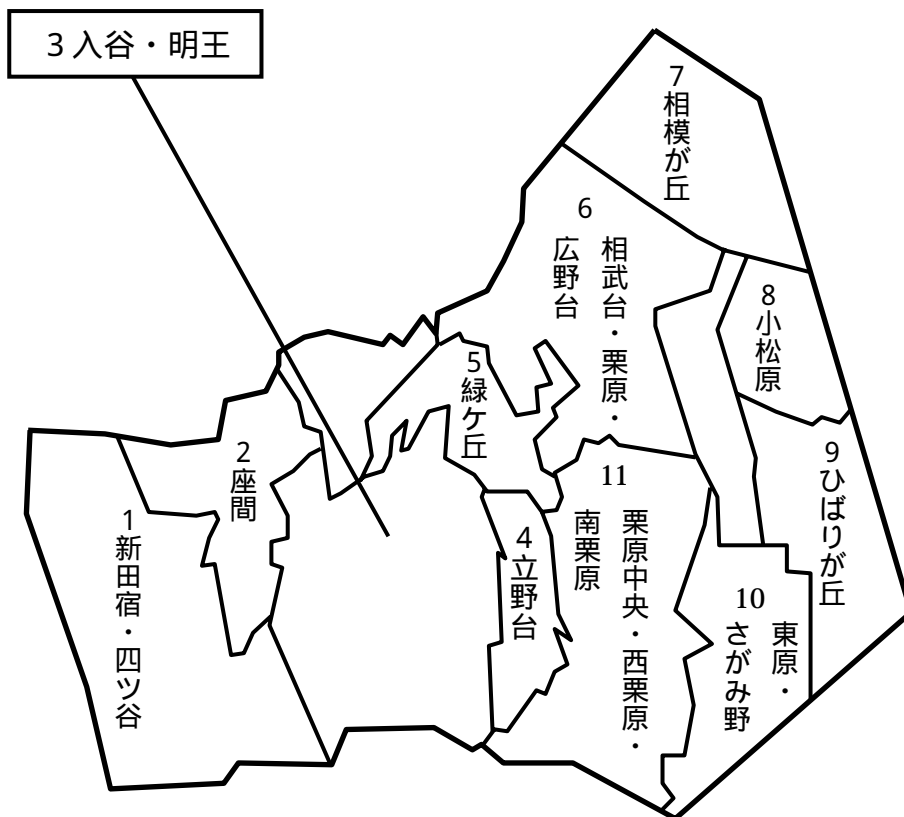 3入谷・明王
7相模が丘
6
相武台・栗原・
広野台
8小松原
5緑ケ丘
9ひばりが丘
2座間
11
栗原中央・西栗原・
南栗原
1新田宿・四ツ谷
4立野台
10
東原・
さがみ野